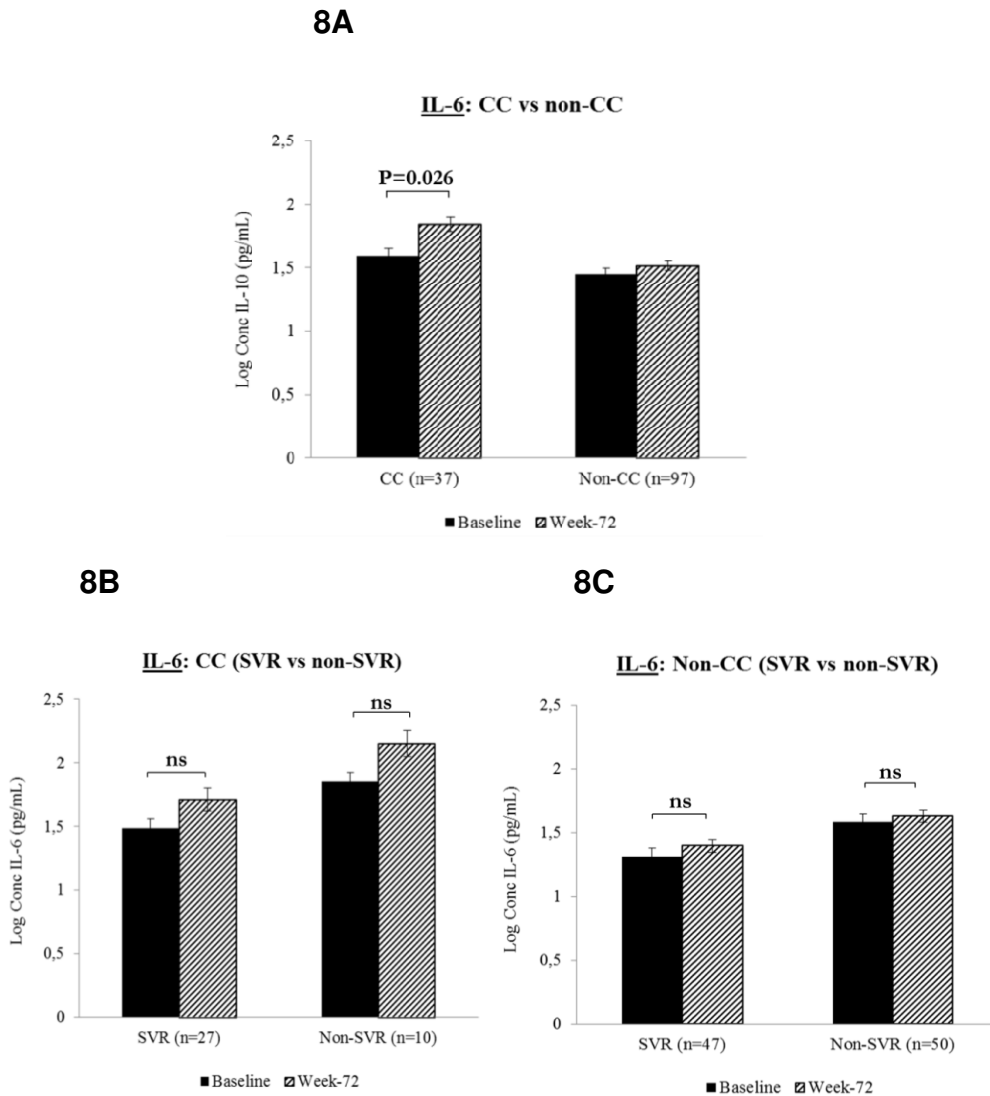 8A
IL-6: CC vs non-CC
2,5
2
1,5
1
0,5
0
Log Conc IL-10 (pg/mL)
P=0.026
CC (n=37)
Non-CC (n=97)
Baseline
Week-72
8B
IL-6: CC (SVR vs non-SVR)
2,5
2
1,5
1
0,5
0
Log Conc IL-6 (pg/mL)
ns
ns
SVR (n=27)
Non-SVR (n=10)
Baseline
Week-72
8C
IL-6: Non-CC (SVR vs non-SVR)
2,5
2
1,5
1
0,5
0
Log Conc IL-6 (pg/mL)
ns
ns
SVR (n=47)
Non-SVR (n=50)
Baseline
Week-72